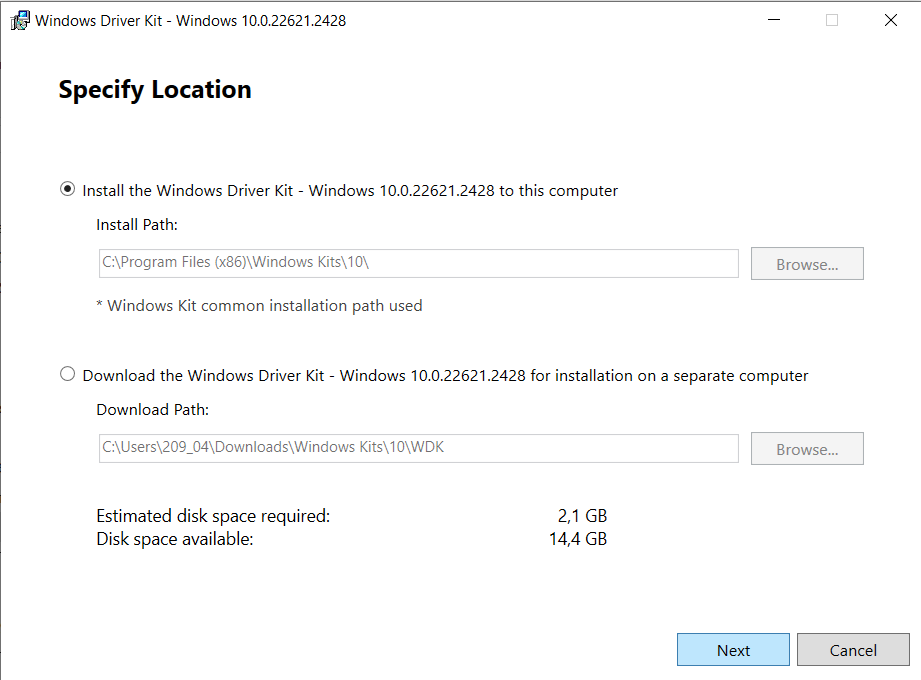 Windows Driver Kit - Windows 10.0.22621.2428
Specify Location
Install the Windows Driver Kit - Windows 10.0.22621.2428 to this computer
Install Path:
C:\Program Files (x86)\Windows Kits\10\
Browse...
* Windows Kit common installation path used
Download the Windows Driver Kit - Windows 10.0.22621.2428 for installation on a separate computer
Download Path:
C:\Users\209_04\Downloads\Windows Kits\10\WDK
Browse...
Estimated disk space required: 2,1 GB
Disk space available: 14,4 GB
Next Cancel